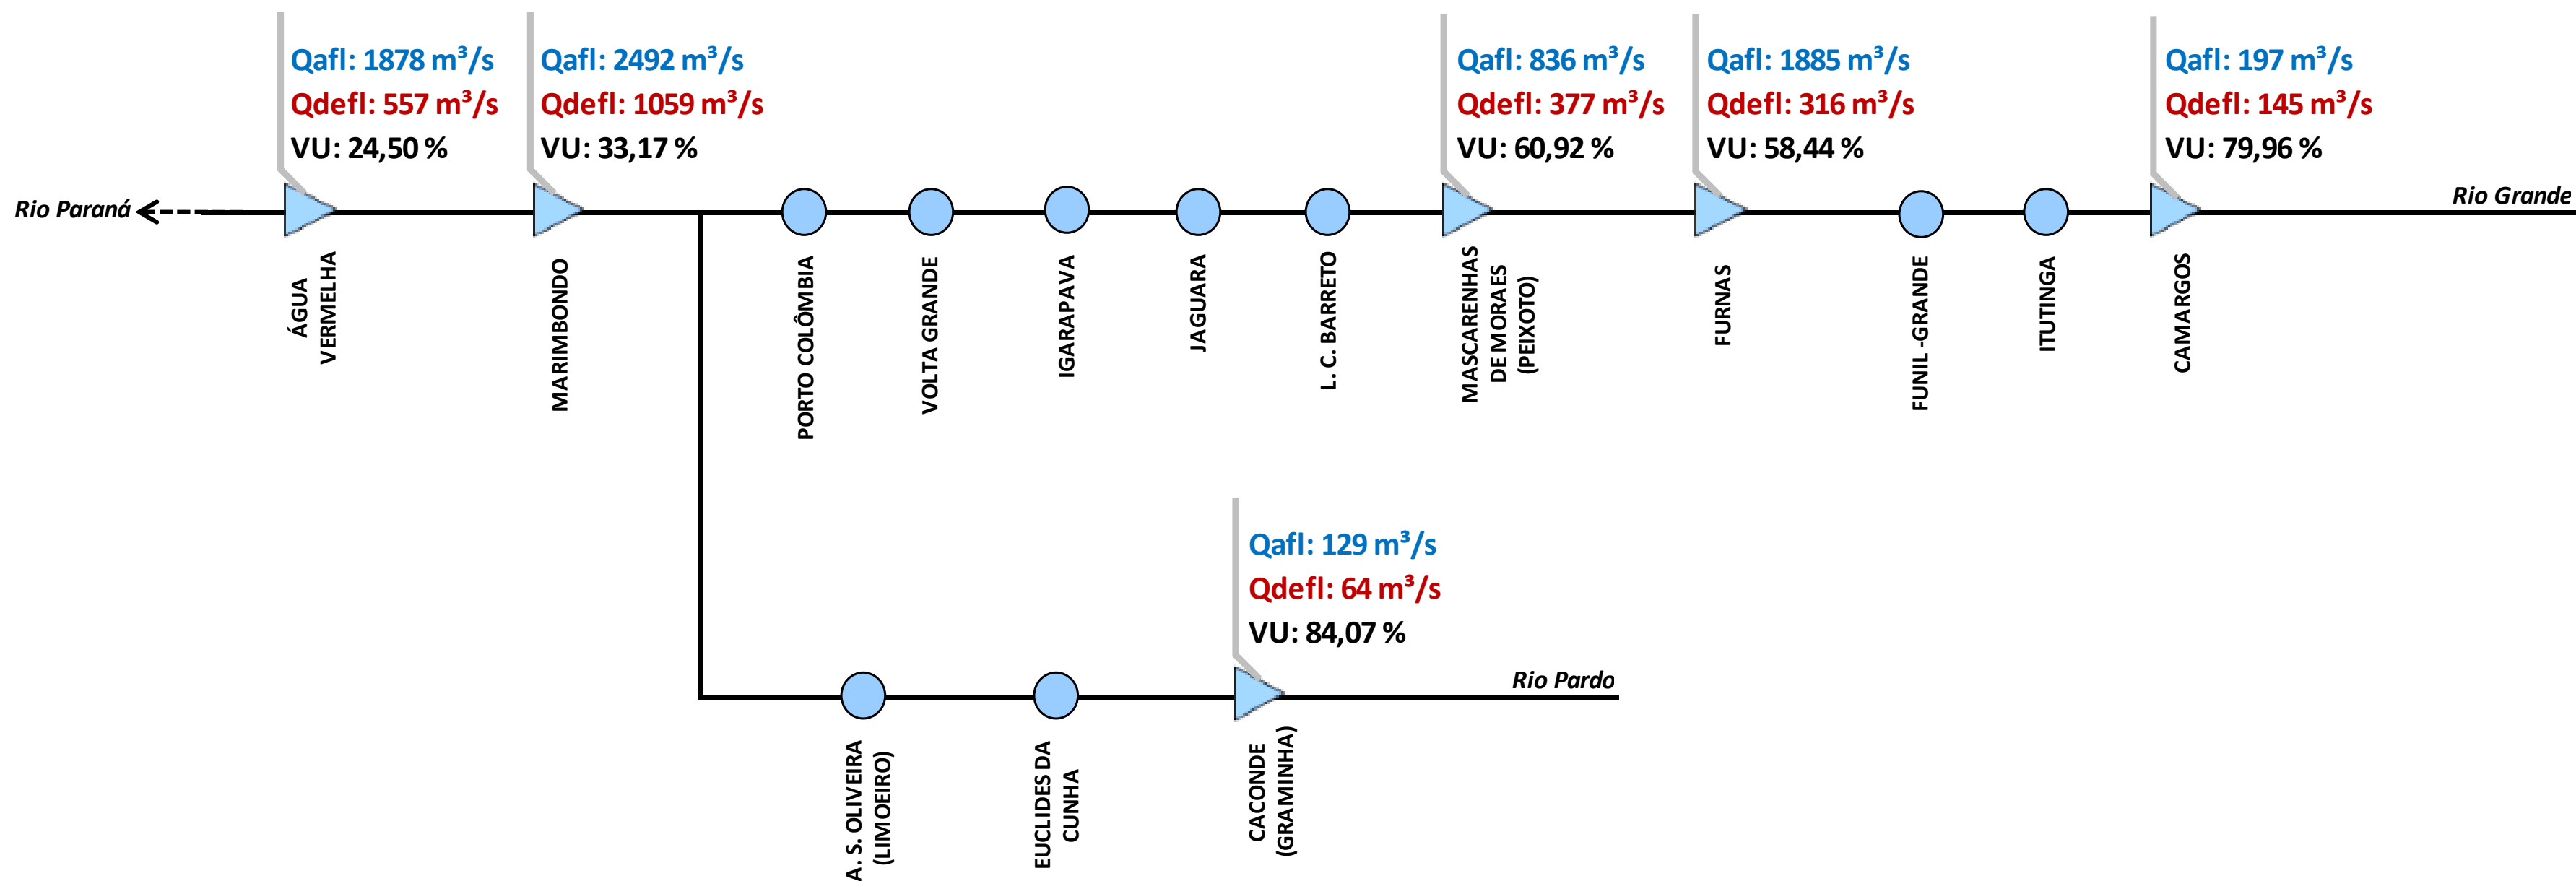 Qafl: 1878 m³/s
Qdefl: 557 m³/s
VU: 24,50 %
Qafl: 2492 m³/s
Qdefl: 1059 m³/s
VU: 33,17 %
Qafl: 836 m³/s
Qdefl: 377 m³/s
VU: 60,92 %
Qafl: 1885 m³/s
Qdefl: 316 m³/s
VU: 58,44 %
Qafl: 197 m³/s
Qdefl: 145 m³/s
VU: 79,96 %
Rio Paraná
Rio Grande
ÁGUA
VERMELHA
MARIMBONDO
PORTO COLÔMBIA
VOLTA GRANDE
IGARAPAVA
JAGUARA
L. C. BARRETO
MASCARENHAS
DE MORAES
(PEIXOTO)
FURNAS
FUNIL -GRANDE
ITUTINGA
CAMARGOS
Qafl: 129 m³/s
Qdefl: 64 m³/s
VU: 84,07 %
Rio Pardo
A. S. OLIVEIRA
(LIMOEIRO)
EUCLIDES DA
CUNHA
CACONDE
(GRAMINHA)